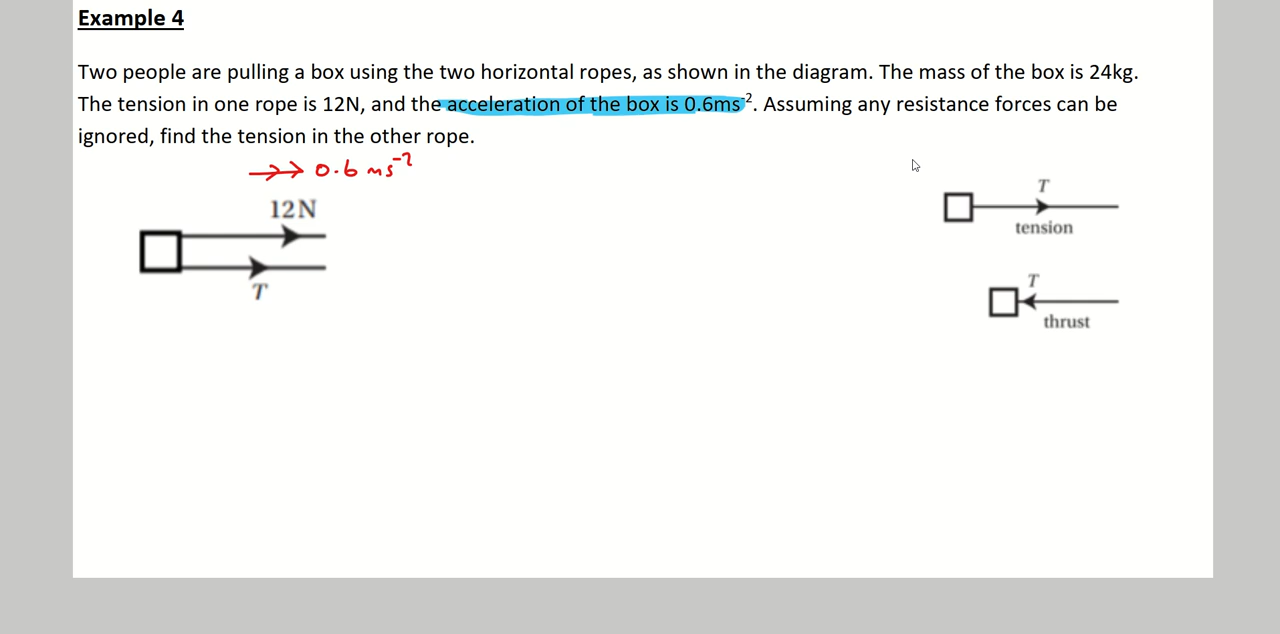 Example 4
Two people are pulling a box using the two horizontal ropes, as shown in the diagram. The mass of the box is 24kg.
The tension in one rope is 12N, and the acceleration of the box is 0.6ms⁻². Assuming any resistance forces can be
ignored, find the tension in the other rope.
0.6 ms⁻²
12N
T
T
tension
T
thrust